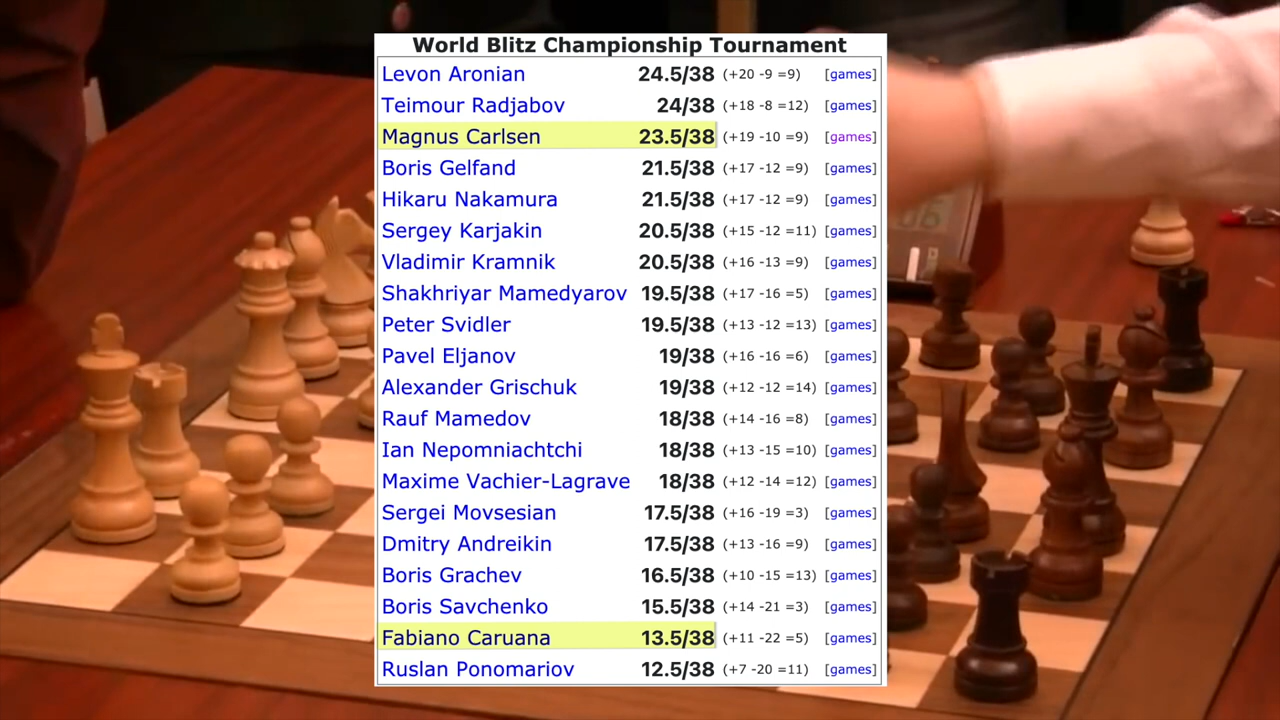 World Blitz Championship Tournament
Levon Aronian 24.5/38 (+20 -9 =9) [games]
Teimour Radjabov 24/38 (+18 -8 =12) [games]
Magnus Carlsen 23.5/38 (+19 -10 =9) [games]
Boris Gelfand 21.5/38 (+17 -12 =9) [games]
Hikaru Nakamura 21.5/38 (+17 -12 =9) [games]
Sergey Karjakin 20.5/38 (+15 -12 =11) [games]
Vladimir Kramnik 20.5/38 (+16 -13 =9) [games]
Shakhriyar Mamedyarov 19.5/38 (+17 -16 =5) [games]
Peter Svidler 19.5/38 (+13 -12 =13) [games]
Pavel Eljanov 19/38 (+16 -16 =6) [games]
Alexander Grischuk 19/38 (+12 -12 =14) [games]
Rauf Mamedov 18/38 (+14 -16 =8) [games]
Ian Nepomniachtchi 18/38 (+13 -15 =10) [games]
Maxime Vachier-Lagrave 18/38 (+12 -14 =12) [games]
Sergei Movsesian 17.5/38 (+16 -19 =3) [games]
Dmitry Andreikin 17.5/38 (+13 -16 =9) [games]
Boris Grachev 16.5/38 (+10 -15 =13) [games]
Boris Savchenko 15.5/38 (+14 -21 =3) [games]
Fabiano Caruana 13.5/38 (+11 -22 =5) [games]
Ruslan Ponomariov 12.5/38 (+7 -20 =11) [games]